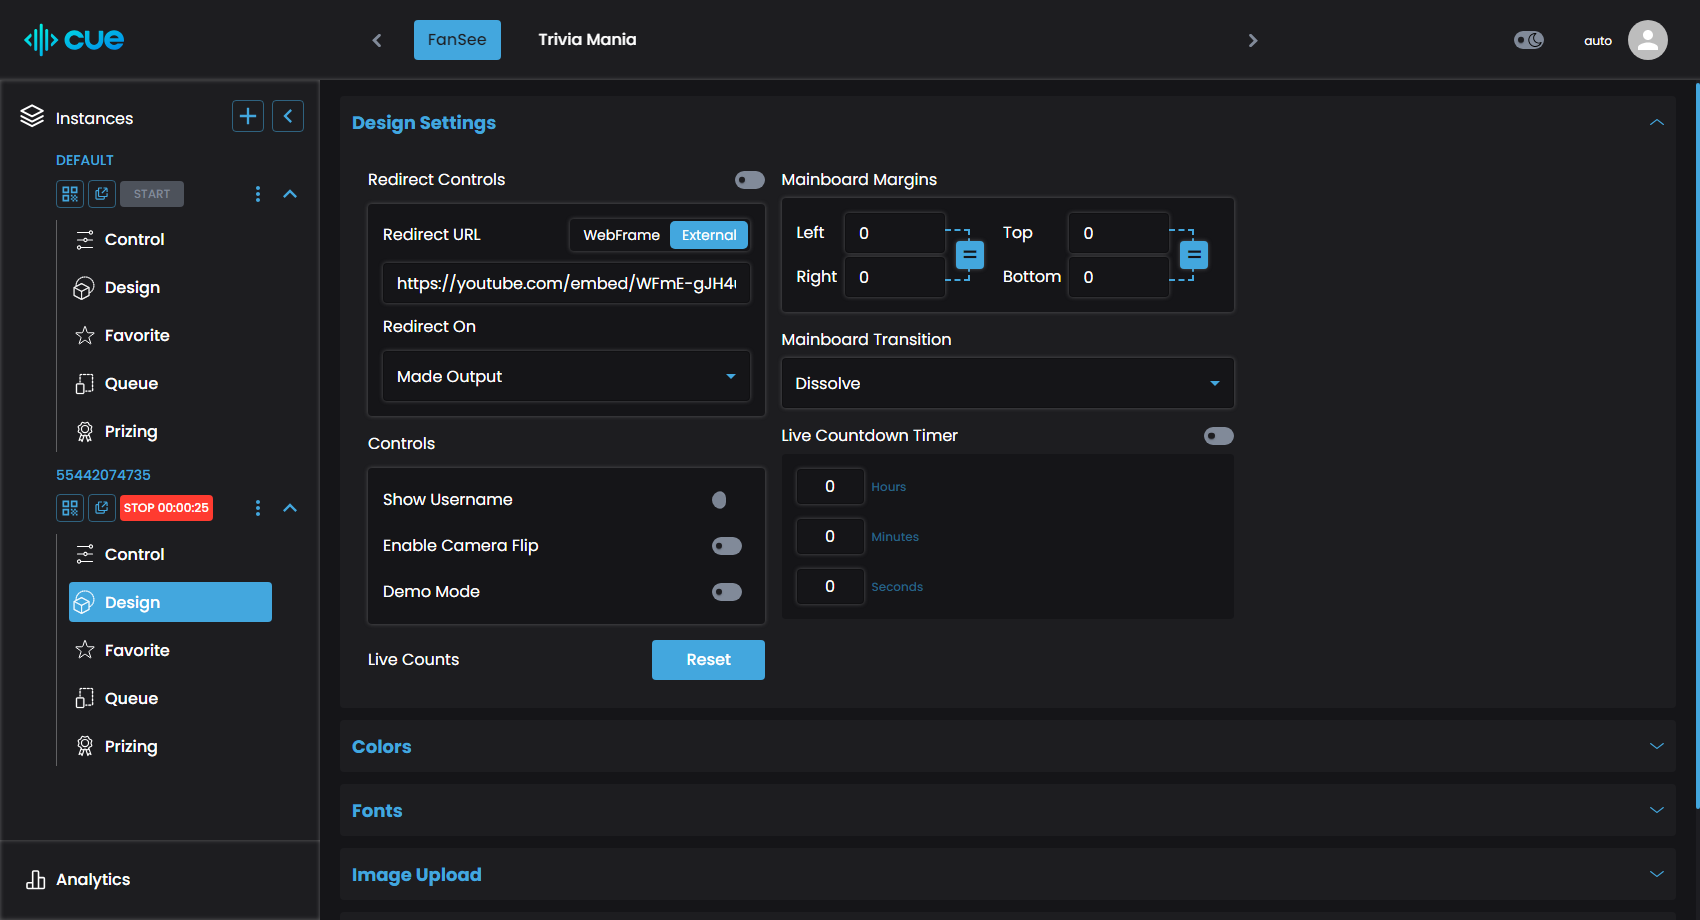 cue
FanSee
Trivia Mania
auto
Instances
DEFAULT
START
Control
Design
Favorite
Queue
Prizing
55442074735
STOP 00:00:25
Control
Design
Favorite
Queue
Prizing
Analytics
Design Settings
Redirect Controls
Redirect URL
WebFrame
External
https://youtube.com/embed/WFmE-gJH4
Redirect On
Made Output
Controls
Show Username
Enable Camera Flip
Demo Mode
Live Counts
Reset
Mainboard Margins
Left 0
Top 0
Right 0
Bottom 0
Mainboard Transition
Dissolve
Live Countdown Timer
0 Hours
0 Minutes
0 Seconds
Colors
Fonts
Image Upload